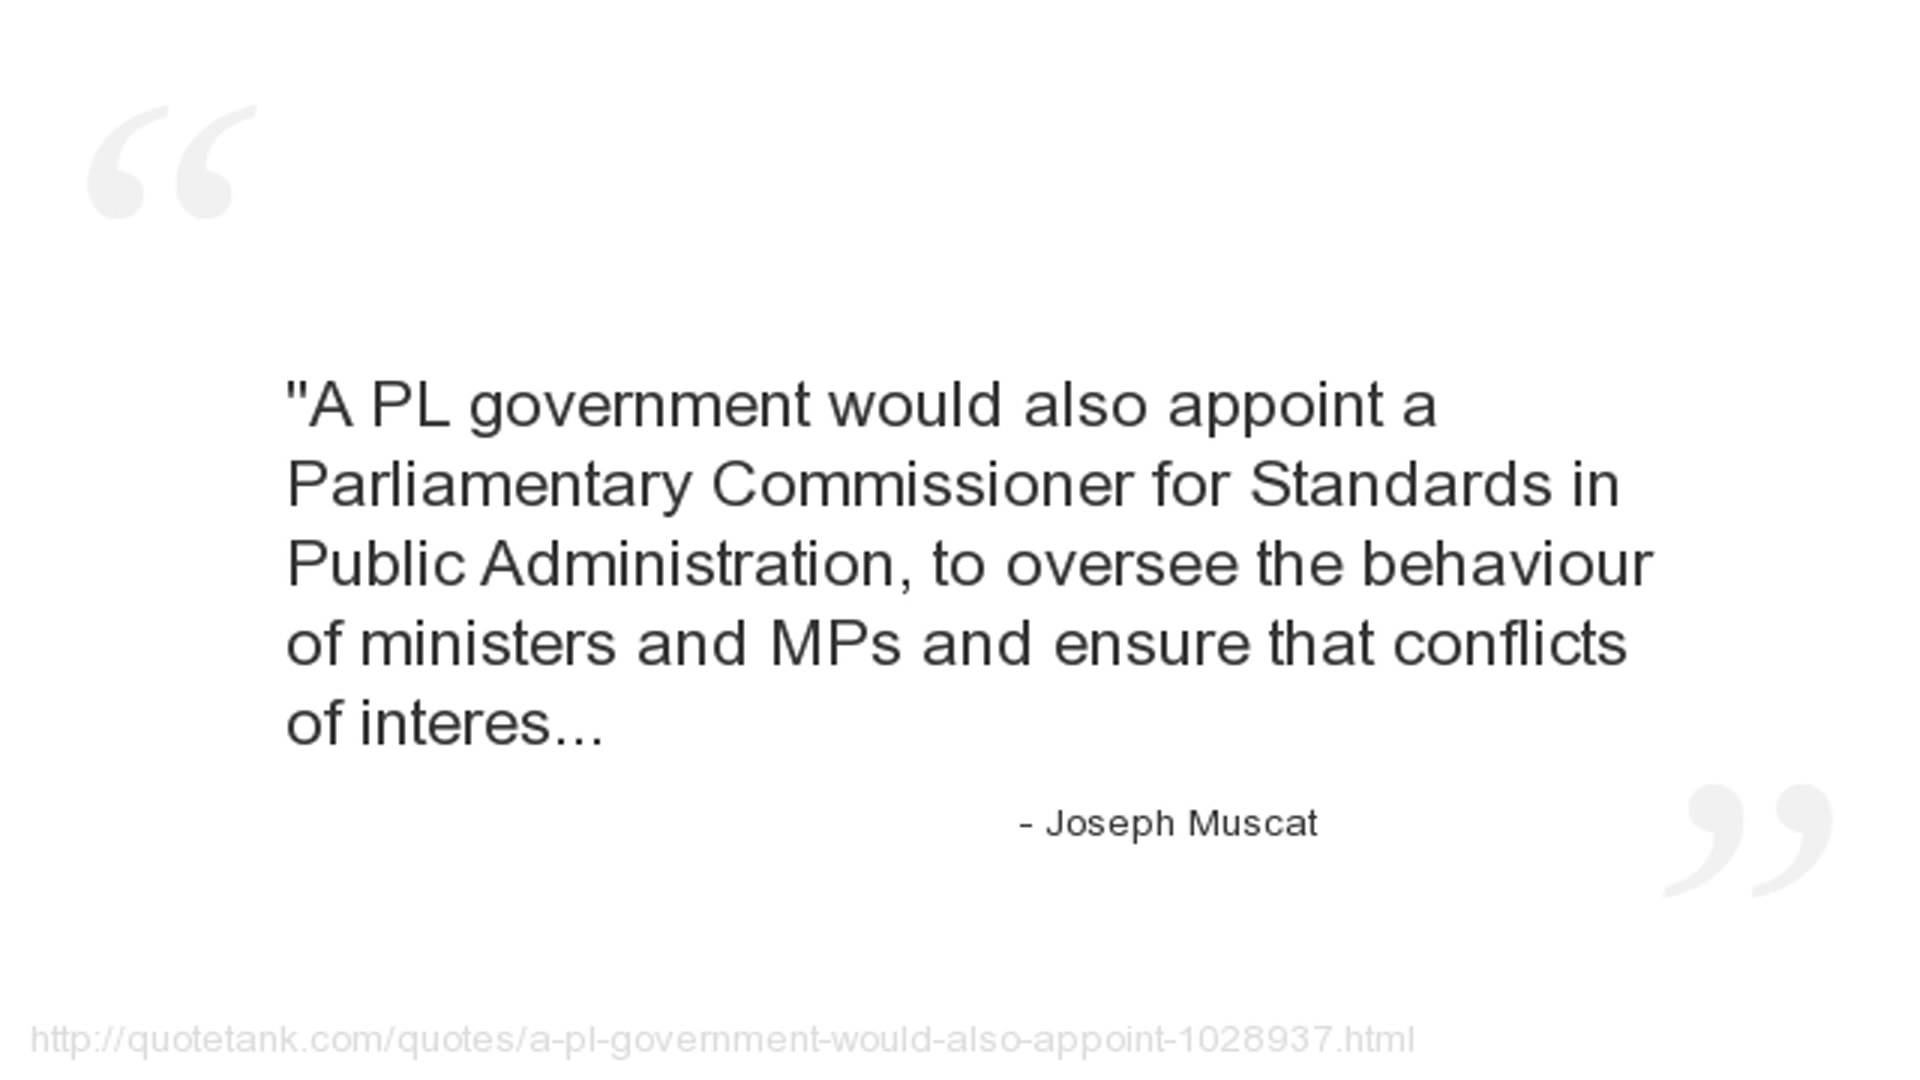 "A PL government would also appoint a
Parliamentary Commissioner for Standards in
Public Administration, to oversee the behaviour
of ministers and MPs and ensure that conflicts
of interes...
- Joseph Muscat
http://quotetank.com/quotes/a-pl-government-would-also-appoint-1028937.html